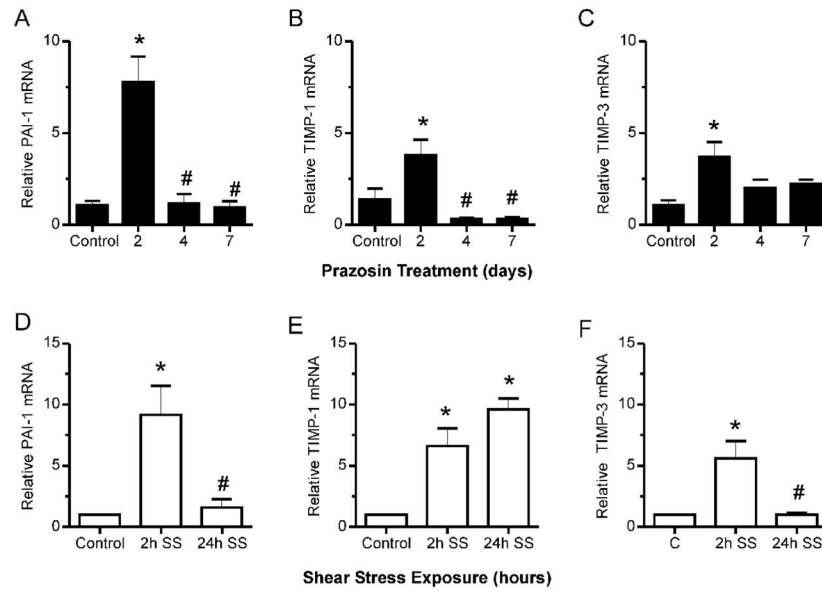 A
Relative PAI-1 mRNA
10
5
0
*
#
#
Control 2 4 7
B
Relative TIMP-1 mRNA
10
5
0
*
#
#
Control 2 4 7
C
Relative TIMP-3 mRNA
10
5
0
*
Control 2 4 7
Prazosin Treatment (days)
D
Relative PAI-1 mRNA
15
10
5
0
*
#
Control 2h SS 24h SS
E
Relative TIMP-1 mRNA
15
10
5
0
*
*
Control 2h SS 24h SS
F
Relative TIMP-3 mRNA
15
10
5
0
*
#
C 2h SS 24h SS
Shear Stress Exposure (hours)